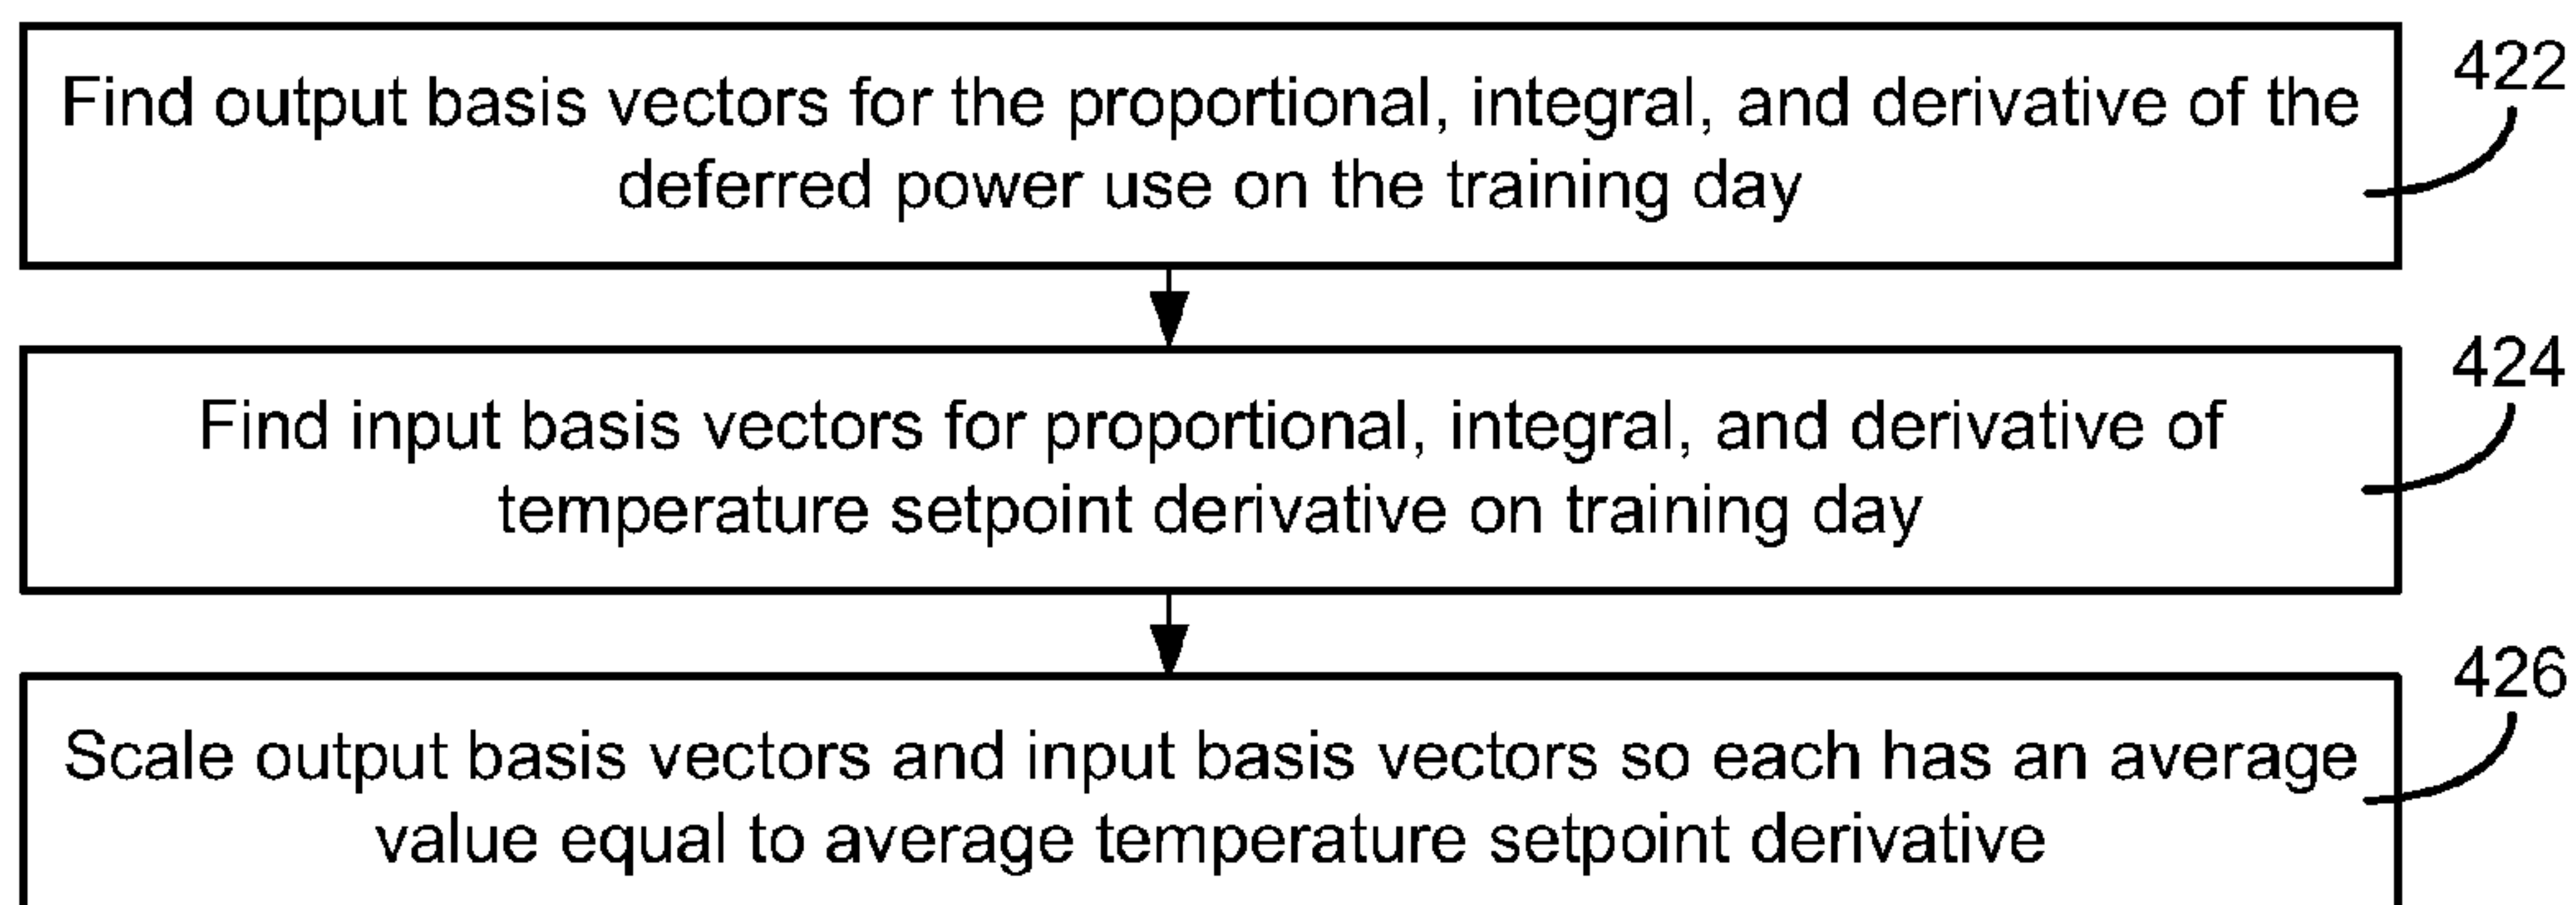 Find output basis vectors for the proportional, integral, and derivative of the
deferred power use on the training day
422
Find input basis vectors for proportional, integral, and derivative of
temperature setpoint derivative on training day
424
Scale output basis vectors and input basis vectors so each has an average
value equal to average temperature setpoint derivative
426